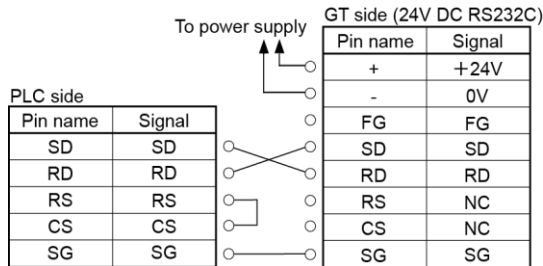 To power supply
GT side (24V DC RS232C)
Pin name Signal
+ +24V
- 0V
FG FG
SD SD
RD RD
RS NC
CS NC
SG SG
PLC side
Pin name Signal
SD SD
RD RD
RS RS
CS CS
SG SG